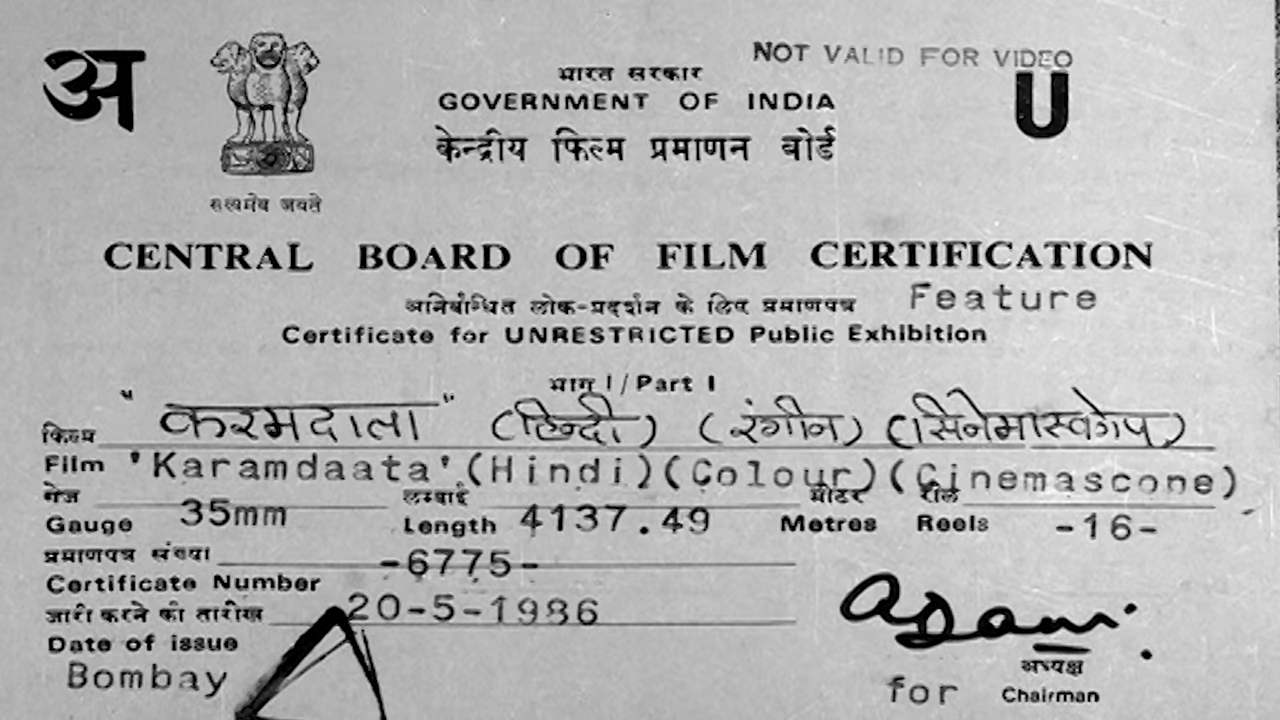 अ
NOT VALID FOR VIDEO
भारत सरकार
U
GOVERNMENT OF INDIA
केन्द्रीय फिल्म प्रमाणन बोर्ड
सत्यमेव जयते
CENTRAL BOARD OF FILM CERTIFICATION
अनिर्बन्धित लोक-प्रदर्शन के लिए प्रमाणपत्र Feature
Certificate for UNRESTRICTED Public Exhibition
भाग I / Part I
फिल्म "करमदाता" (हिन्दी) (रंगीन) (सिनेमास्कोप)
Film 'Karamdaata' (Hindi) (Colour) (Cinemascone)
गेज लम्बाई मीटर रीलें
Gauge 35mm Length 4137.49 Metres Reels -16-
प्रमाणपत्र संख्या
Certificate Number -6775-
जारी करने की तारीख
Date of issue 20-5-1986
Bombay
अध्यक्ष
for Chairman